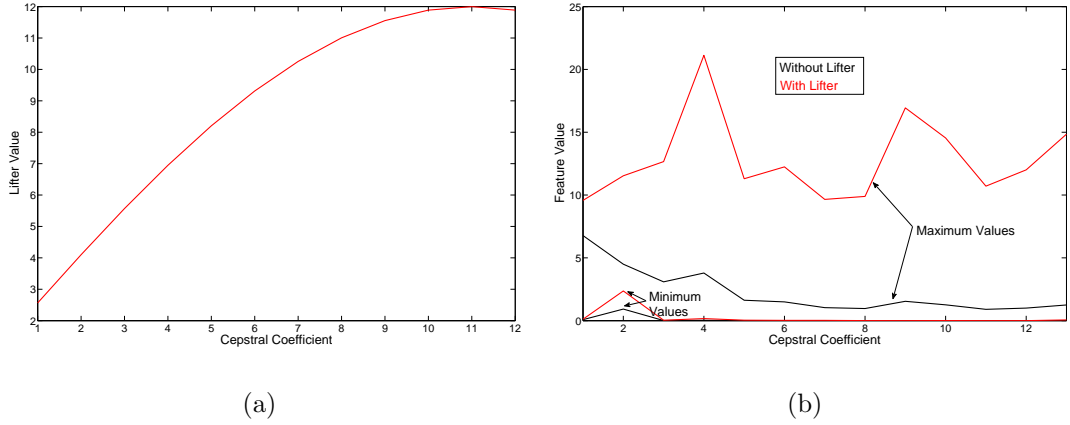 12
11
10
9
8
7
6
5
4
3
2
Lifter Value
1 2 3 4 5 6 7 8 9 10 11 12
Cepstral Coefficient
(a)
25
20
15
10
5
0
Feature Value
Without Lifter
With Lifter
Maximum Values
Minimum
Values
2 4 6 8 10 12
Cepstral Coefficient
(b)